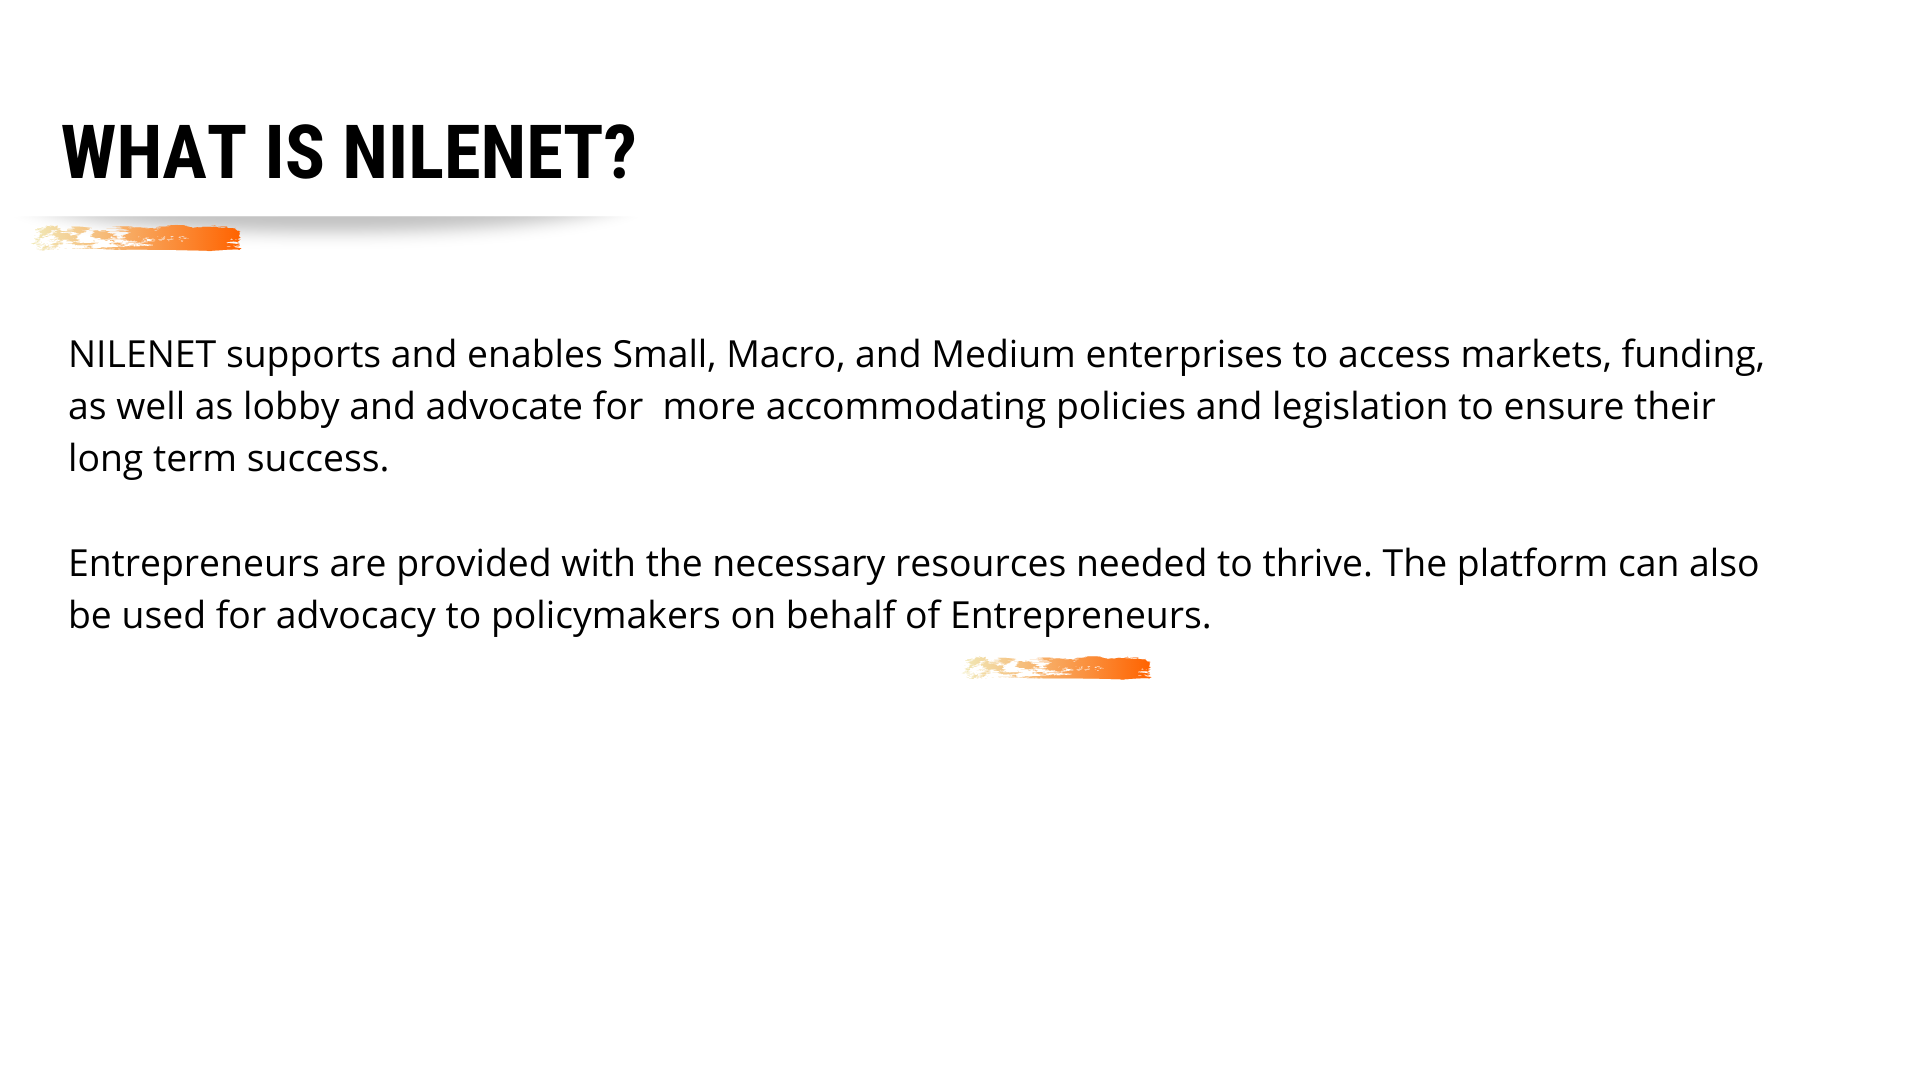 WHAT IS NILENET?
NILENET supports and enables Small, Macro, and Medium enterprises to access markets, funding,
as well as lobby and advocate for  more accommodating policies and legislation to ensure their
long term success.
Entrepreneurs are provided with the necessary resources needed to thrive. The platform can also
be used for advocacy to policymakers on behalf of Entrepreneurs.